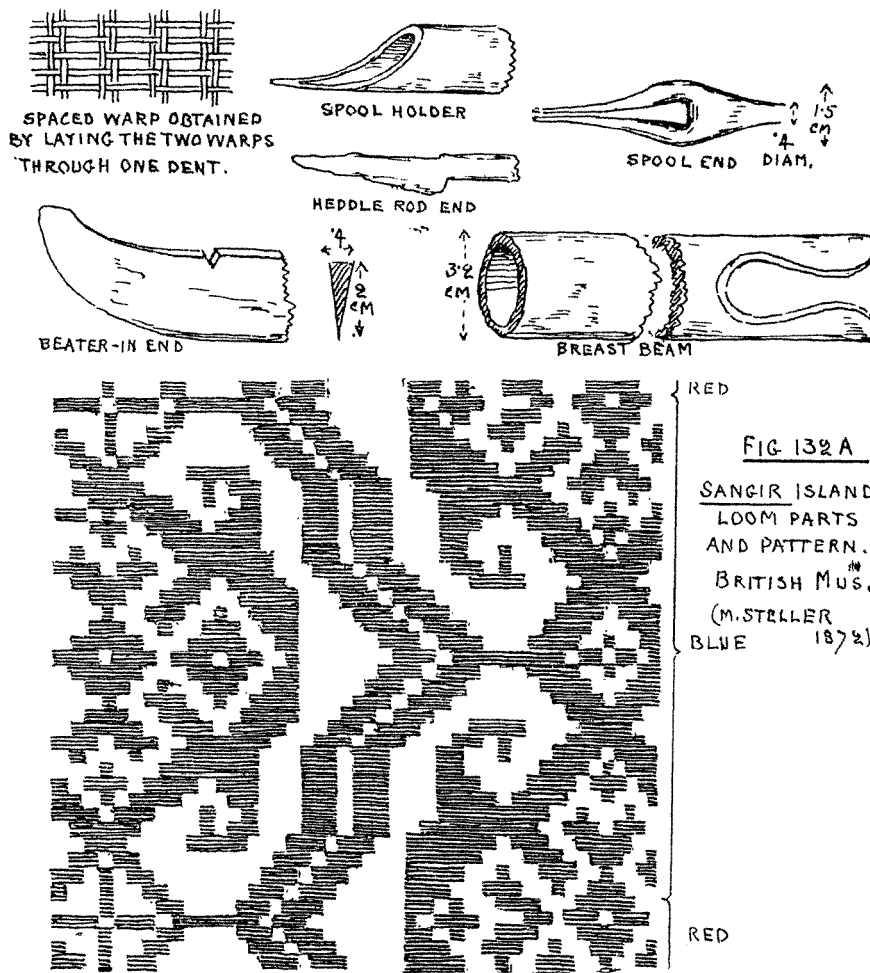 SPACED WARP OBTAINED
BY LAYING THE TWO WARPS
THROUGH ONE DENT.
SPOOL HOLDER
SPOOL END
.4
DIAM.
1.5
CM
HEDDLE ROD END
BEATER-IN END
.4
2
CM
3.2
CM
BREAST BEAM
RED
FIG 132A
SANGIR ISLAND
LOOM PARTS
AND PATTERN.
BRITISH MUS.
(M. STELLER
1872)
BLUE
RED